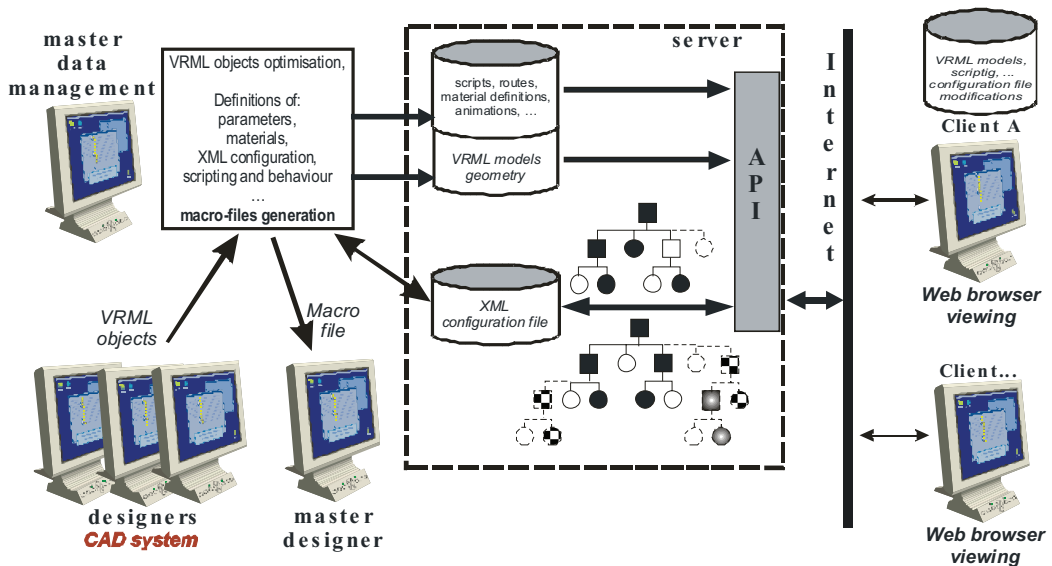 master
data
management
VRML objects optimisation,
Definitions of:
parameters,
materials,
XML configuration,
scripting and behaviour
...
macro-files generation
VRML
objects
Macro
file
designers
CAD system
master
designer
server
scripts, routes,
material definitions,
animations, ...
VRML models
geometry
XML
configuration file
API
Internet
VRML models,
scriptig, ...
configuration file
modifications
Client A
Web browser
viewing
Client...
Web browser
viewing